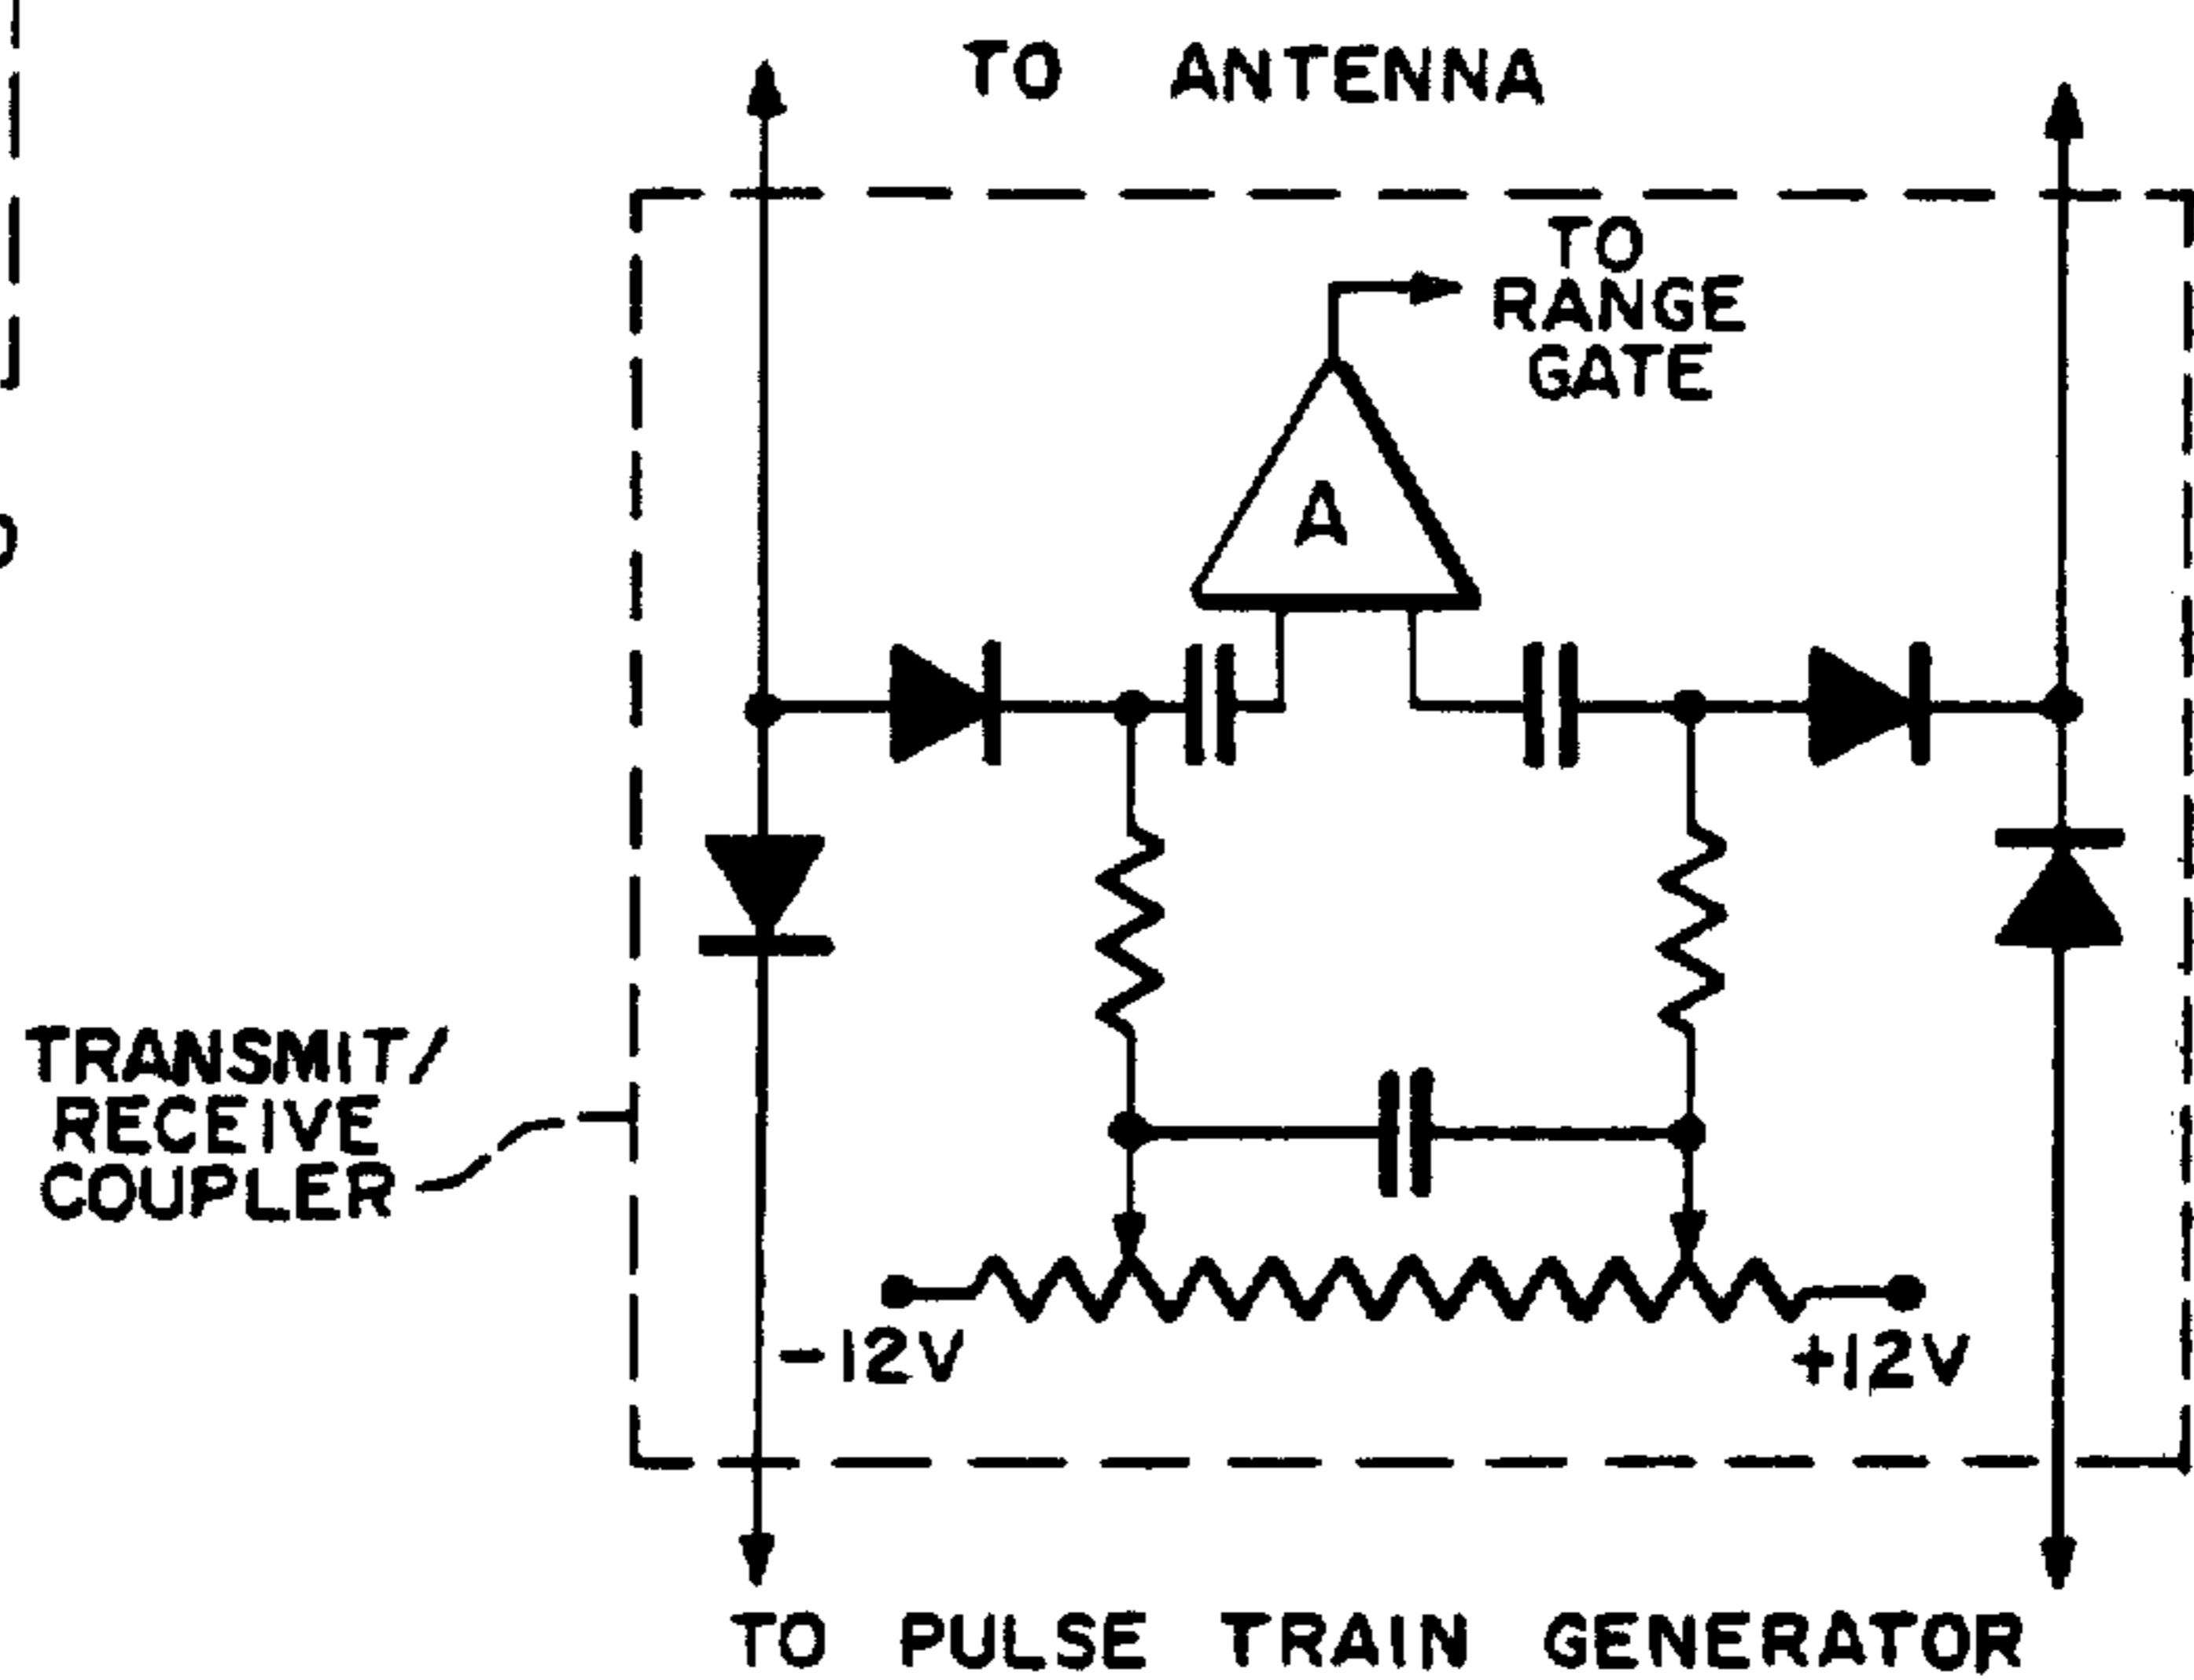 TO ANTENNA
TO
RANGE
GATE
A
TRANSMIT/
RECEIVE
COUPLER
-12V
+12V
TO PULSE TRAIN GENERATOR